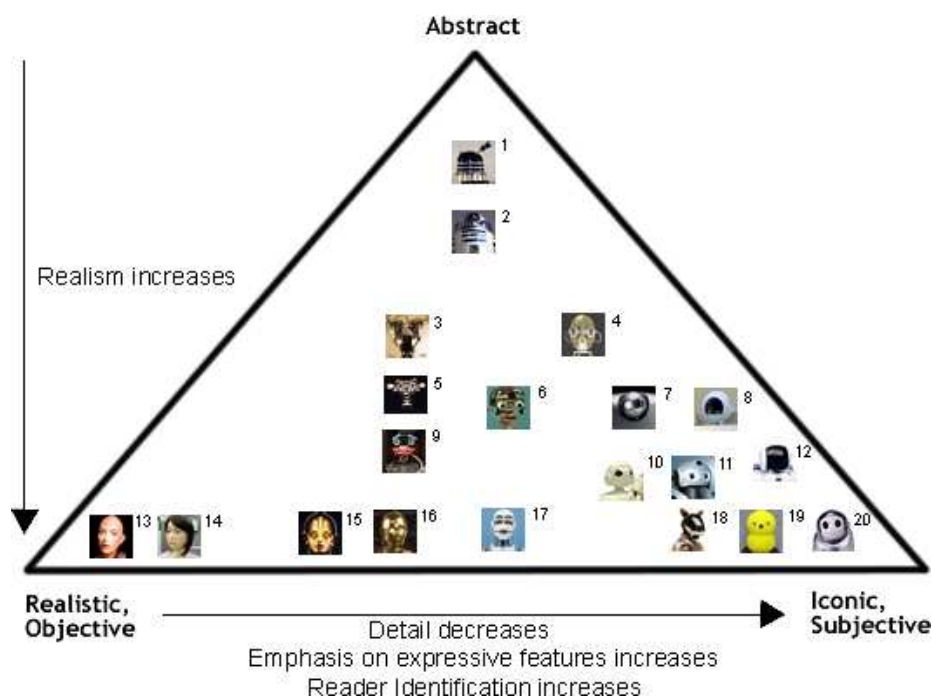 Abstract
1
2
Realism increases
3
4
5
6
7
8
9
10
11
12
13
14
15
16
17
18
19
20
Realistic,
Objective
Iconic,
Subjective
Detail decreases
Emphasis on expressive features increases
Reader Identification increases